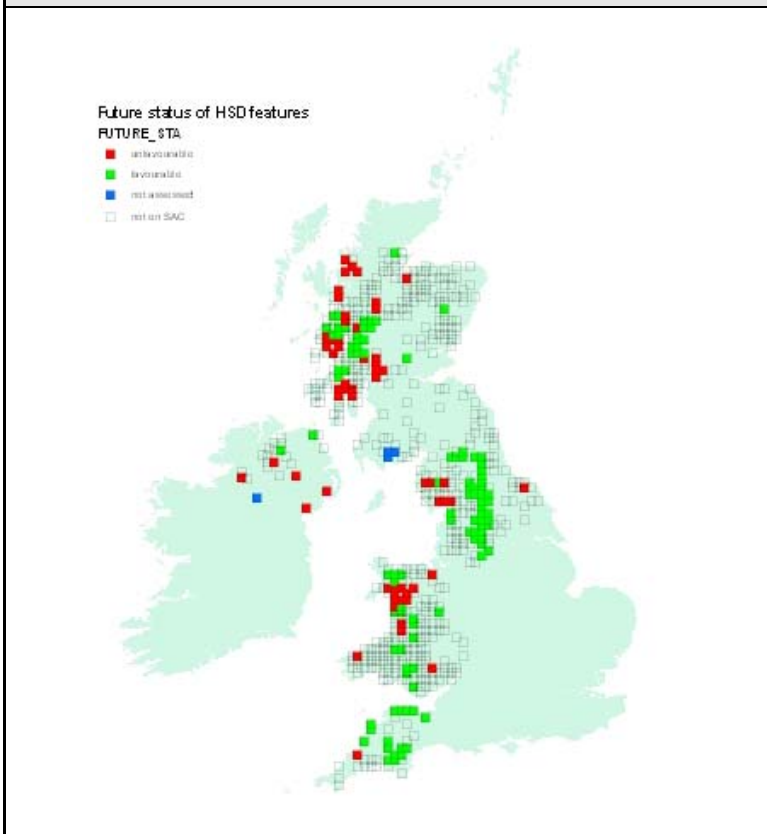 Future status of HSD features
FUTURE_STA
unfavourable
favourable
not assessed
not on SAC